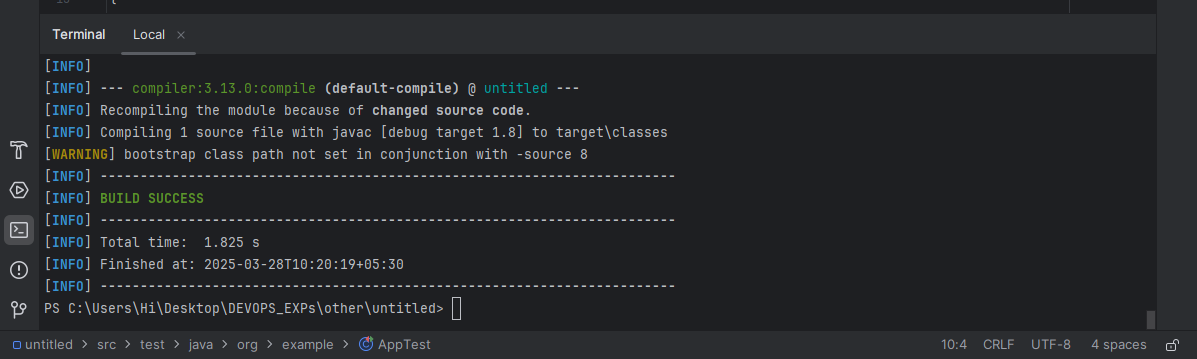 Terminal Local ×
[INFO]
[INFO] --- compiler:3.13.0:compile (default-compile) @ untitled ---
[INFO] Recompiling the module because of changed source code.
[INFO] Compiling 1 source file with javac [debug target 1.8] to target\classes
[WARNING] bootstrap class path not set in conjunction with -source 8
[INFO] ------------------------------------------------------------------------
[INFO] BUILD SUCCESS
[INFO] ------------------------------------------------------------------------
[INFO] Total time:  1.825 s
[INFO] Finished at: 2025-03-28T10:20:19+05:30
[INFO] ------------------------------------------------------------------------
PS C:\Users\Hi\Desktop\DEVOPS_EXPs\other\untitled>
untitled > src > test > java > org > example > AppTest 10:4 CRLF UTF-8 4 spaces